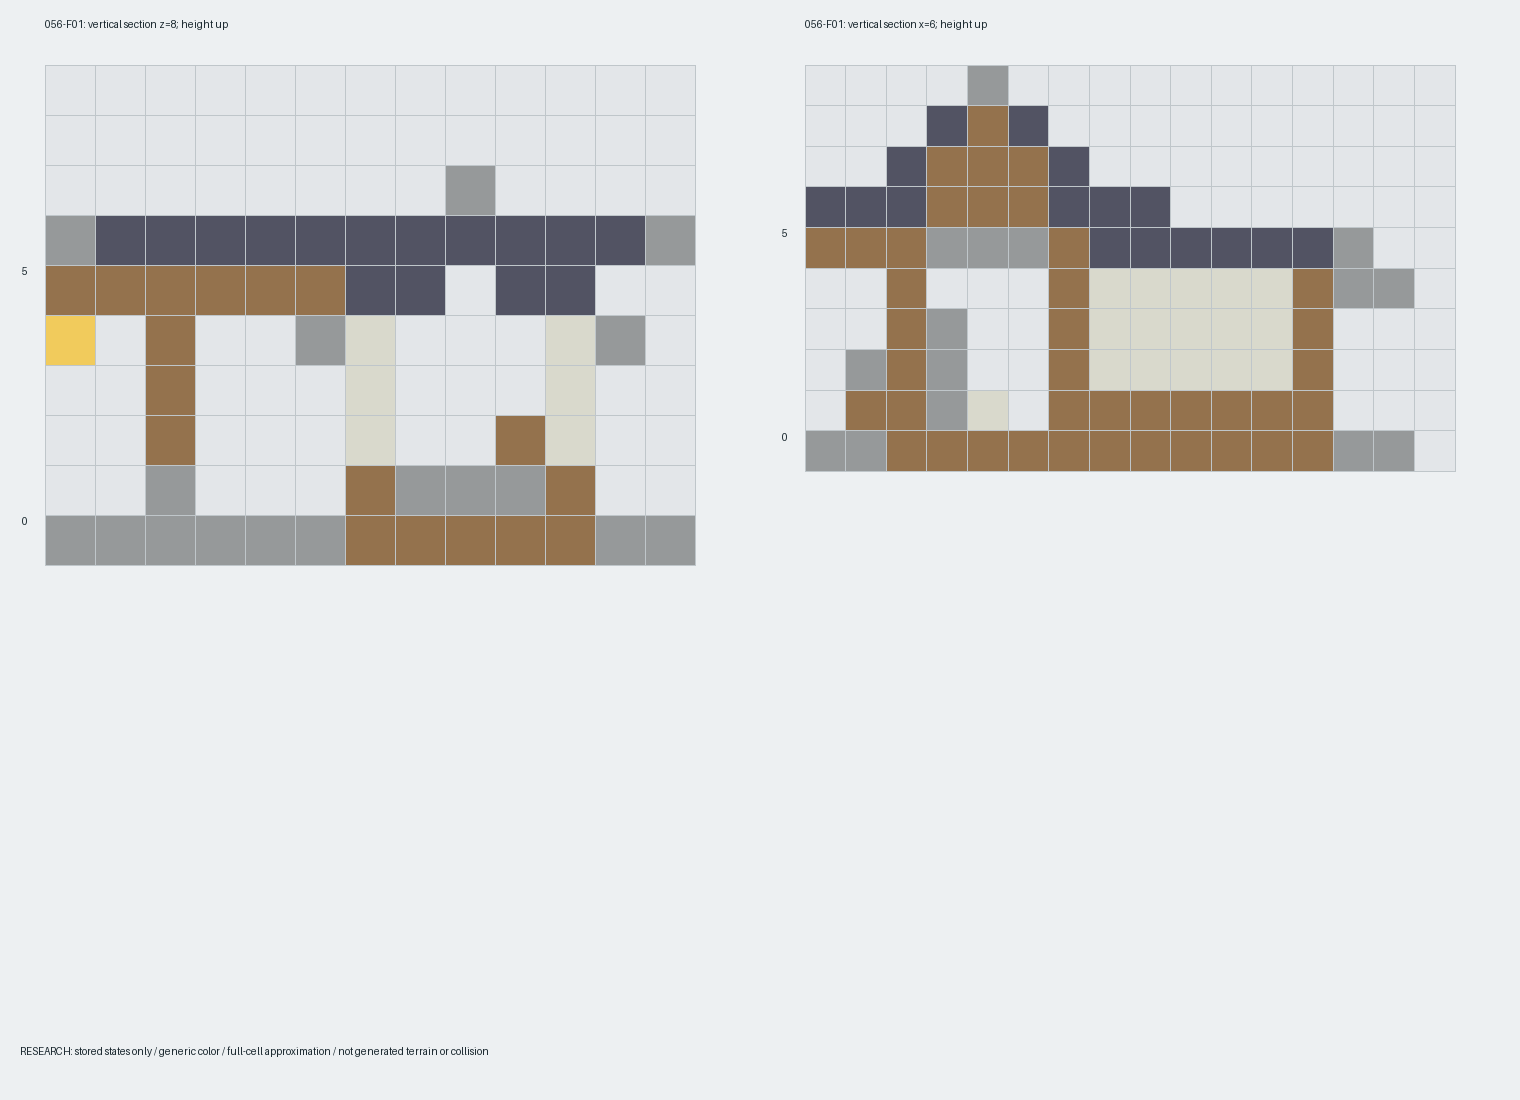 056-F01: vertical section z=8; height up
056-F01: vertical section x=6; height up
5
0
5
0
RESEARCH: stored states only / generic color / full-cell approximation / not generated terrain or collision